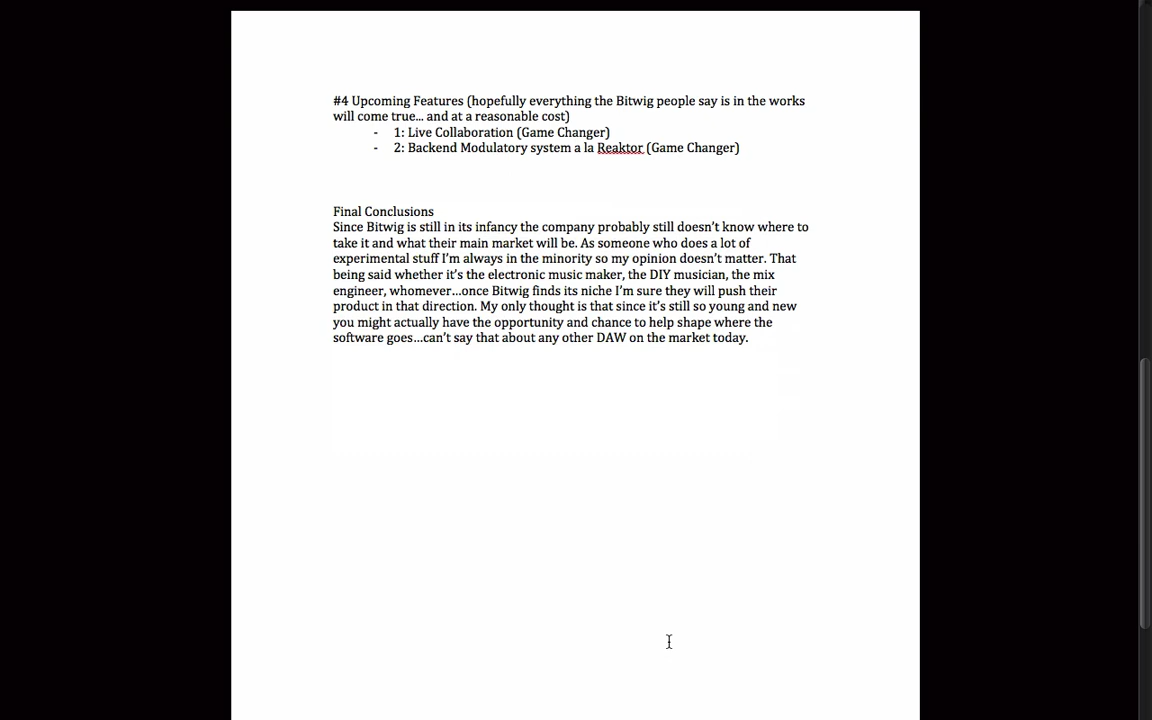 #4 Upcoming Features (hopefully everything the Bitwig people say is in the works
will come true... and at a reasonable cost)
- 1: Live Collaboration (Game Changer)
- 2: Backend Modulatory system a la Reaktor (Game Changer)
Final Conclusions
Since Bitwig is still in its infancy the company probably still doesn’t know where to
take it and what their main market will be. As someone who does a lot of
experimental stuff I’m always in the minority so my opinion doesn’t matter. That
being said whether it’s the electronic music maker, the DIY musician, the mix
engineer, whomever…once Bitwig finds its niche I’m sure they will push their
product in that direction. My only thought is that since it’s still so young and new
you might actually have the opportunity and chance to help shape where the
software goes…can’t say that about any other DAW on the market today.